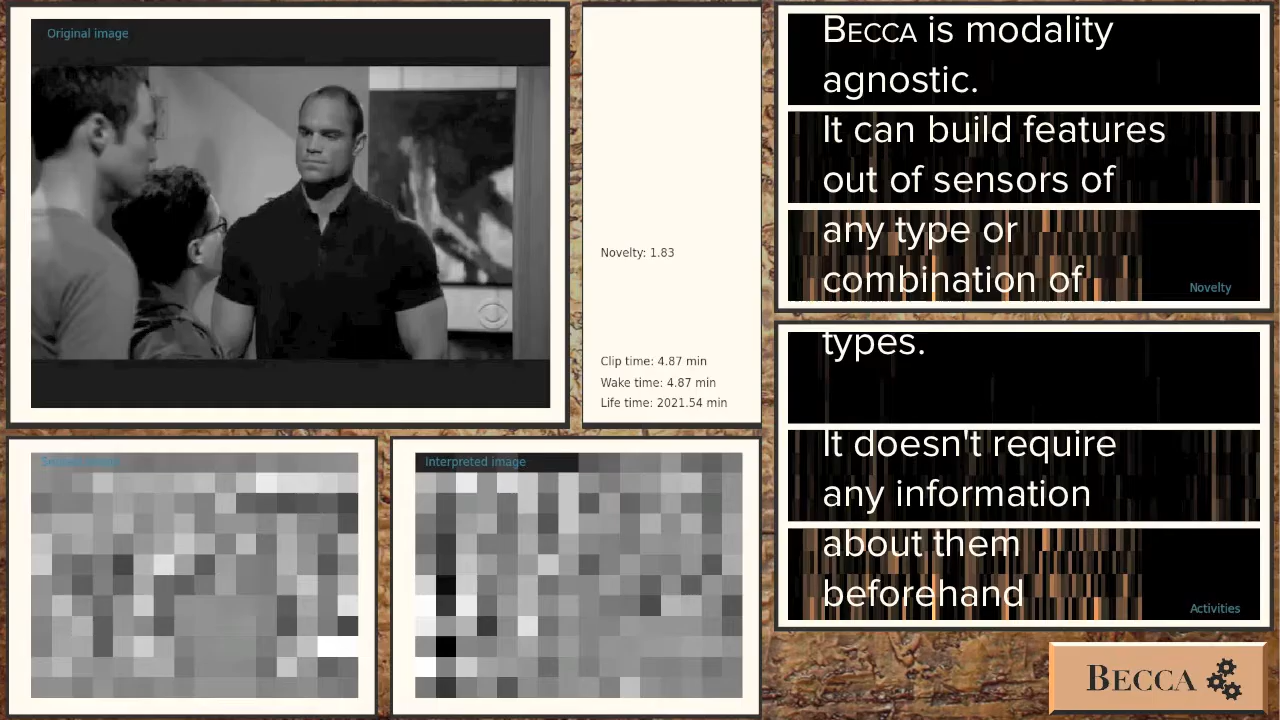 Original image
Novelty: 1.83
Clip time: 4.87 min
Wake time: 4.87 min
Life time: 2021.54 min
Interpreted image
BECCA is modality
agnostic.
It can build features
out of sensors of
any type or
combination of
Novelty
types.
It doesn't require
any information
about them
beforehand
Activities
BECCA